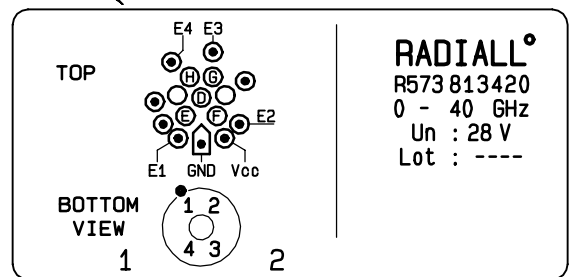 E4 E3
TOP
H G
D
E F
E2
E1 GND Vcc
BOTTOM
VIEW
1 2
4 3
1 2
RADIALL°
R573 813420
0 - 40 GHz
Un : 28 V
Lot : ----